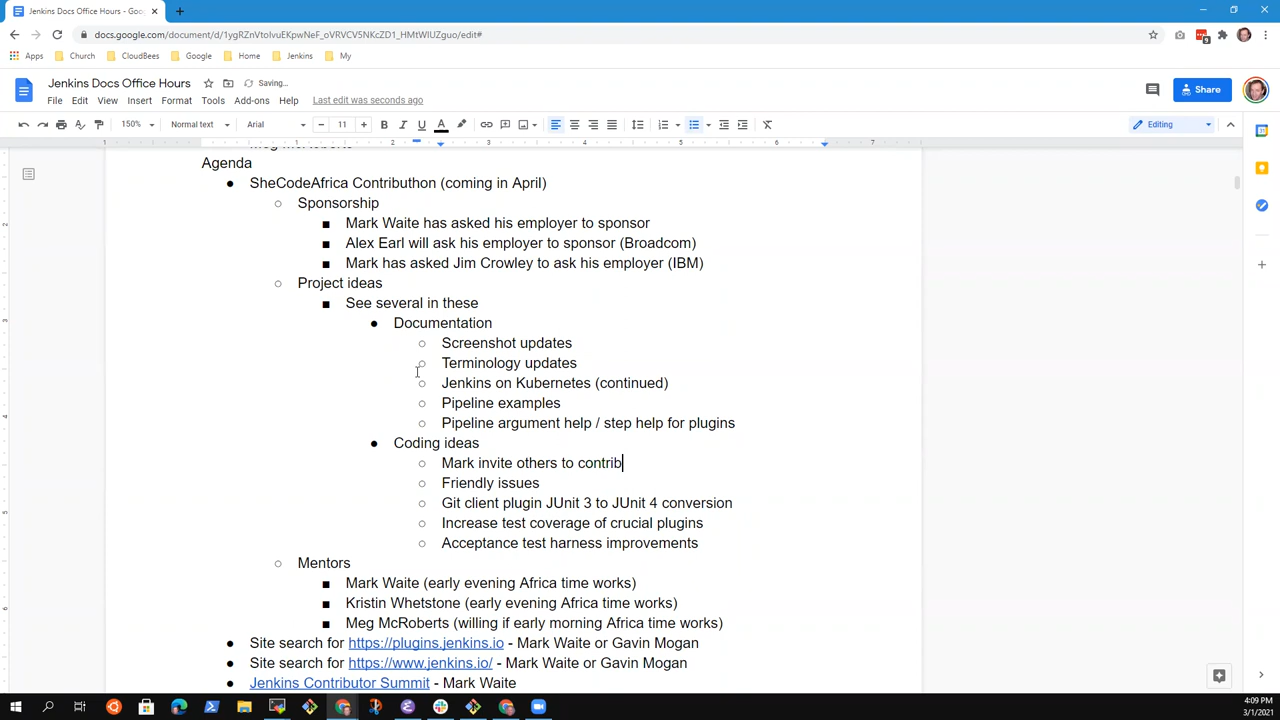 Jenkins Docs Office Hours - Goo
docs.google.com/document/d/1ygRZnVtoIvuEKpwNeF_oVRVCV5NKcZD1_HMtWIUZguo/edit#
Apps Church CloudBees Google Home Jenkins My
Jenkins Docs Office Hours Saving...
File Edit View Insert Format Tools Add-ons Help Last edit was seconds ago
Share
150% Normal text Arial 11 Editing
1 1 2 3 4 5 6 7
Agenda
SheCodeAfrica Contributhon (coming in April)
Sponsorship
Mark Waite has asked his employer to sponsor
Alex Earl will ask his employer to sponsor (Broadcom)
Mark has asked Jim Crowley to ask his employer (IBM)
Project ideas
See several in these
Documentation
Screenshot updates
Terminology updates
Jenkins on Kubernetes (continued)
Pipeline examples
Pipeline argument help / step help for plugins
Coding ideas
Mark invite others to contrib
Friendly issues
Git client plugin JUnit 3 to JUnit 4 conversion
Increase test coverage of crucial plugins
Acceptance test harness improvements
Mentors
Mark Waite (early evening Africa time works)
Kristin Whetstone (early evening Africa time works)
Meg McRoberts (willing if early morning Africa time works)
Site search for https://plugins.jenkins.io - Mark Waite or Gavin Mogan
Site search for https://www.jenkins.io/ - Mark Waite or Gavin Mogan
Jenkins Contributor Summit - Mark Waite
4:09 PM
3/1/2021